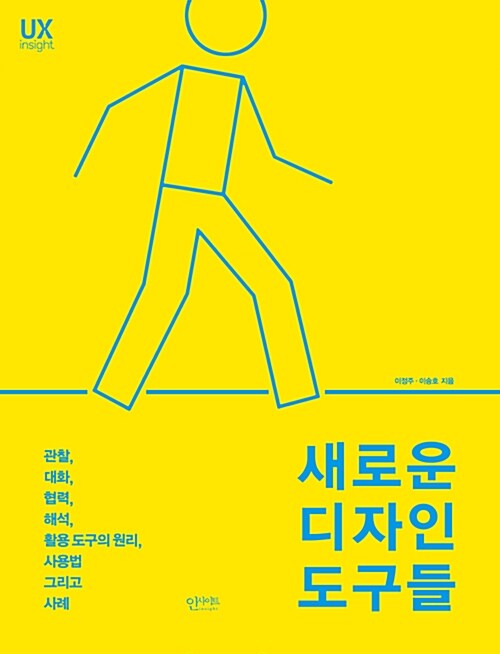 UX
insight
이정주 · 이승호 지음
새로운
디자인
도구들
관찰,
대화,
협력,
해석,
활용 도구의 원리,
사용법
그리고
사례
인사이트
insight